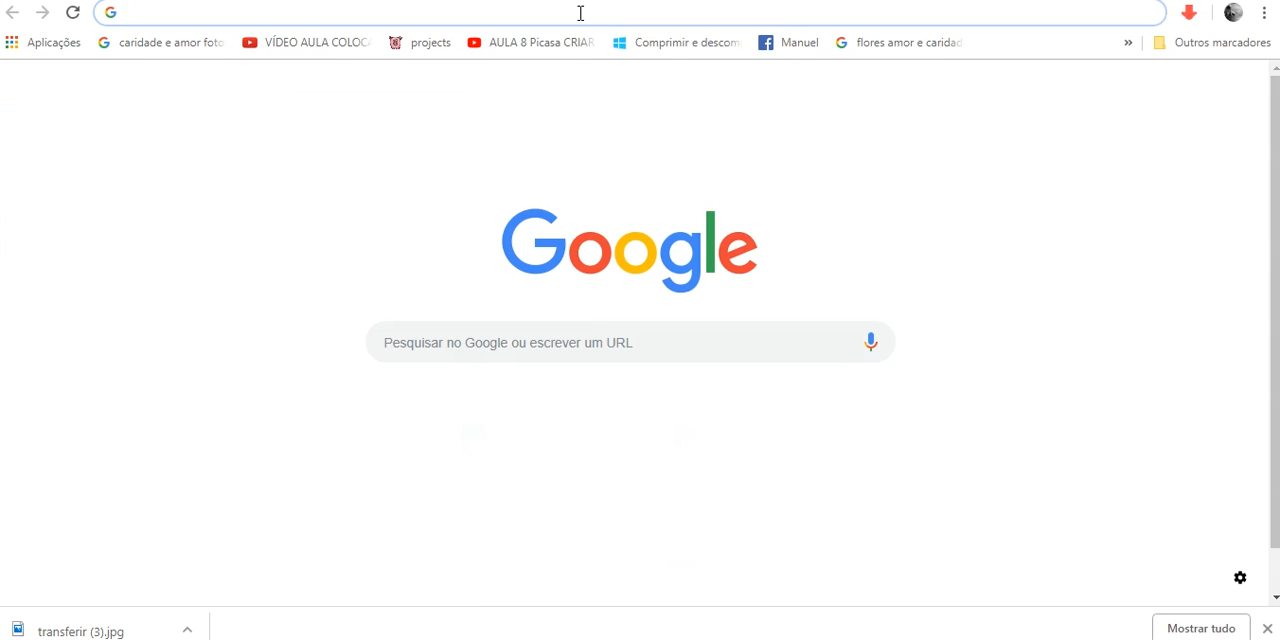 Aplicações caridade e amor foto VÍDEO AULA COLOCA projects AULA 8 Picasa CRIAR Comprimir e descom Manuel flores amor e caridad » Outros marcadores
Google
Pesquisar no Google ou escrever um URL
transferir (3).jpg Mostrar tudo